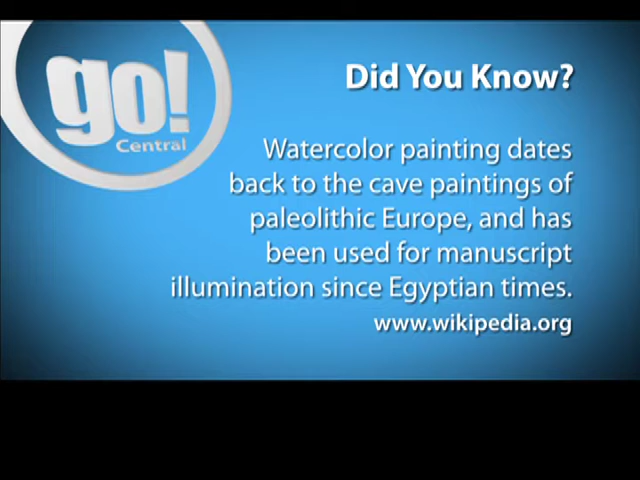 go!
Central
Did You Know?
Watercolor painting dates
back to the cave paintings of
paleolithic Europe, and has
been used for manuscript
illumination since Egyptian times.
www.wikipedia.org